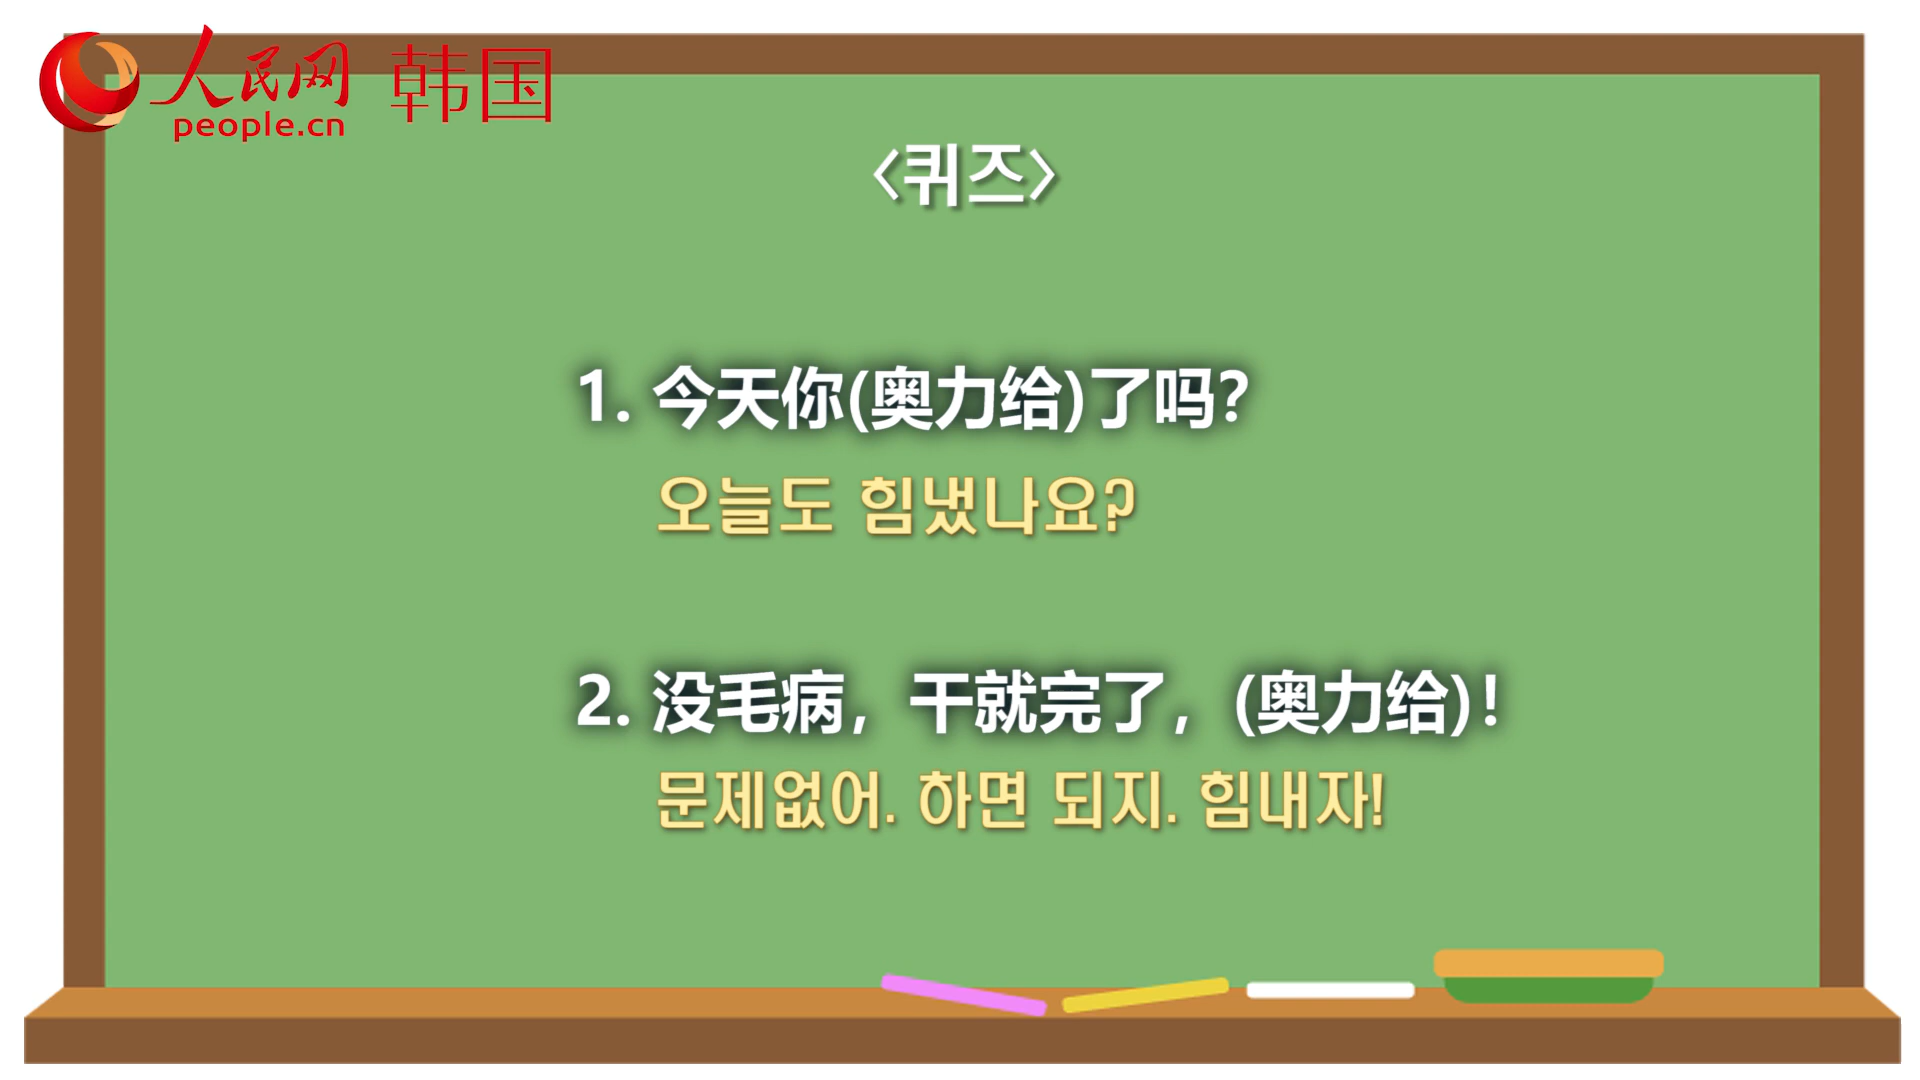 人民网 韩国
people.cn
〈퀴즈〉
1. 今天你(奥力给)了吗?
오늘도 힘냈나요?
2. 没毛病，干就完了，(奥力给)！
문제없어. 하면 되지. 힘내자!